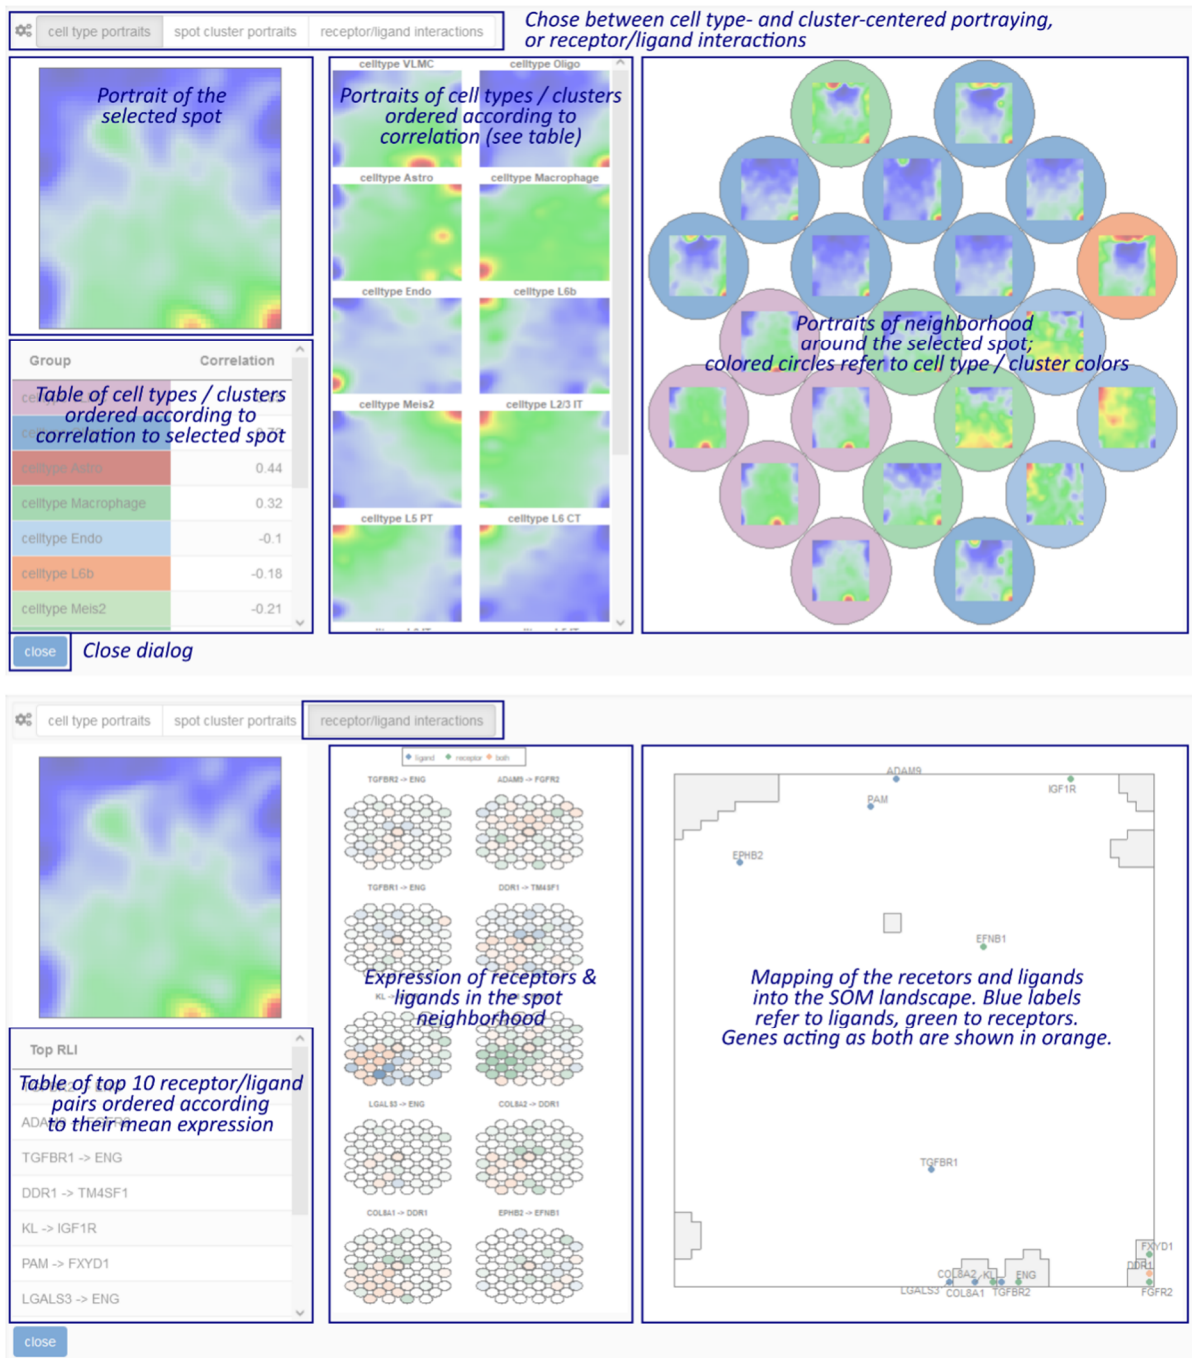 cell type portraits
spot cluster portraits
receptor/ligand interactions
Chose between cell type- and cluster-centered portraying,
or receptor/ligand interactions
Portrait of the
selected spot
Group
Correlation
Table of cell types / clusters
ordered according to
correlation to selected spot
celltype Astro
0.44
celltype Macrophage
0.32
celltype Endo
-0.1
celltype L6b
-0.18
celltype Meis2
-0.21
close
Close dialog
celltype VLMC
celltype Oligo
Portraits of cell types / clusters
ordered according to
correlation (see table)
celltype Astro
celltype Macrophage
celltype Endo
celltype L6b
celltype Meis2
celltype L2/3 IT
celltype L5 PT
celltype L6 CT
Portraits of neighborhood
around the selected spot;
colored circles refer to cell type / cluster colors
cell type portraits
spot cluster portraits
receptor/ligand interactions
Top RLI
Table of top 10 receptor/ligand
pairs ordered according
to their mean expression
TGFBR1 -> ENG
DDR1 -> TM4SF1
KL -> IGF1R
PAM -> FXYD1
LGALS3 -> ENG
close
ligand
receptor
both
TGFBR2 -> ENG
ADAM9 -> FGFR2
TGFBR1 -> ENG
DDR1 -> TM4SF1
Expression of receptors &
ligands in the spot
neighborhood
LGALS3 -> ENG
COL8A2 -> DDR1
COL8A1 -> DDR1
EPHB2 -> EFNB1
ADAM9
IGF1R
PAM
EPHB2
EFNB1
Mapping of the recetors and ligands
into the SOM landscape. Blue labels
refer to ligands, green to receptors.
Genes acting as both are shown in orange.
TGFBR1
FXYD1
DDR1
COL8A2
KL
ENG
LGALS3
COL8A1
TGFBR2
FGFR2